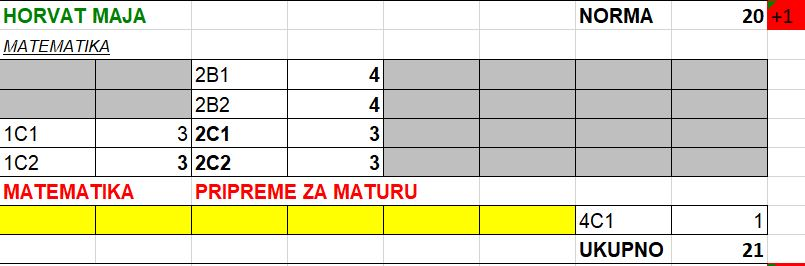 HORVAT MAJA NORMA 20 +1
MATEMATIKA
2B1 4
2B2 4
1C1 3 2C1 3
1C2 3 2C2 3
MATEMATIKA PRIPREME ZA MATURU
4C1 1
UKUPNO 21